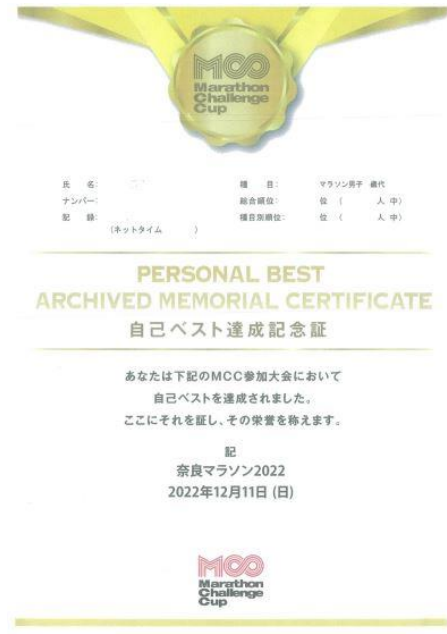 MCC
Marathon
Challenge
Cup
氏 名:
種 目: マラソン男子 歳代
ナンバー:
総合順位: 位 ( 人 中)
記 録:
種目別順位: 位 ( 人 中)
(ネットタイム )
PERSONAL BEST
ARCHIVED MEMORIAL CERTIFICATE
自己ベスト達成記念証
あなたは下記のMCC参加大会において
自己ベストを達成されました。
ここにそれを証し、その栄誉を称えます。
記
奈良マラソン2022
2022年12月11日 (日)
MCC
Marathon
Challenge
Cup